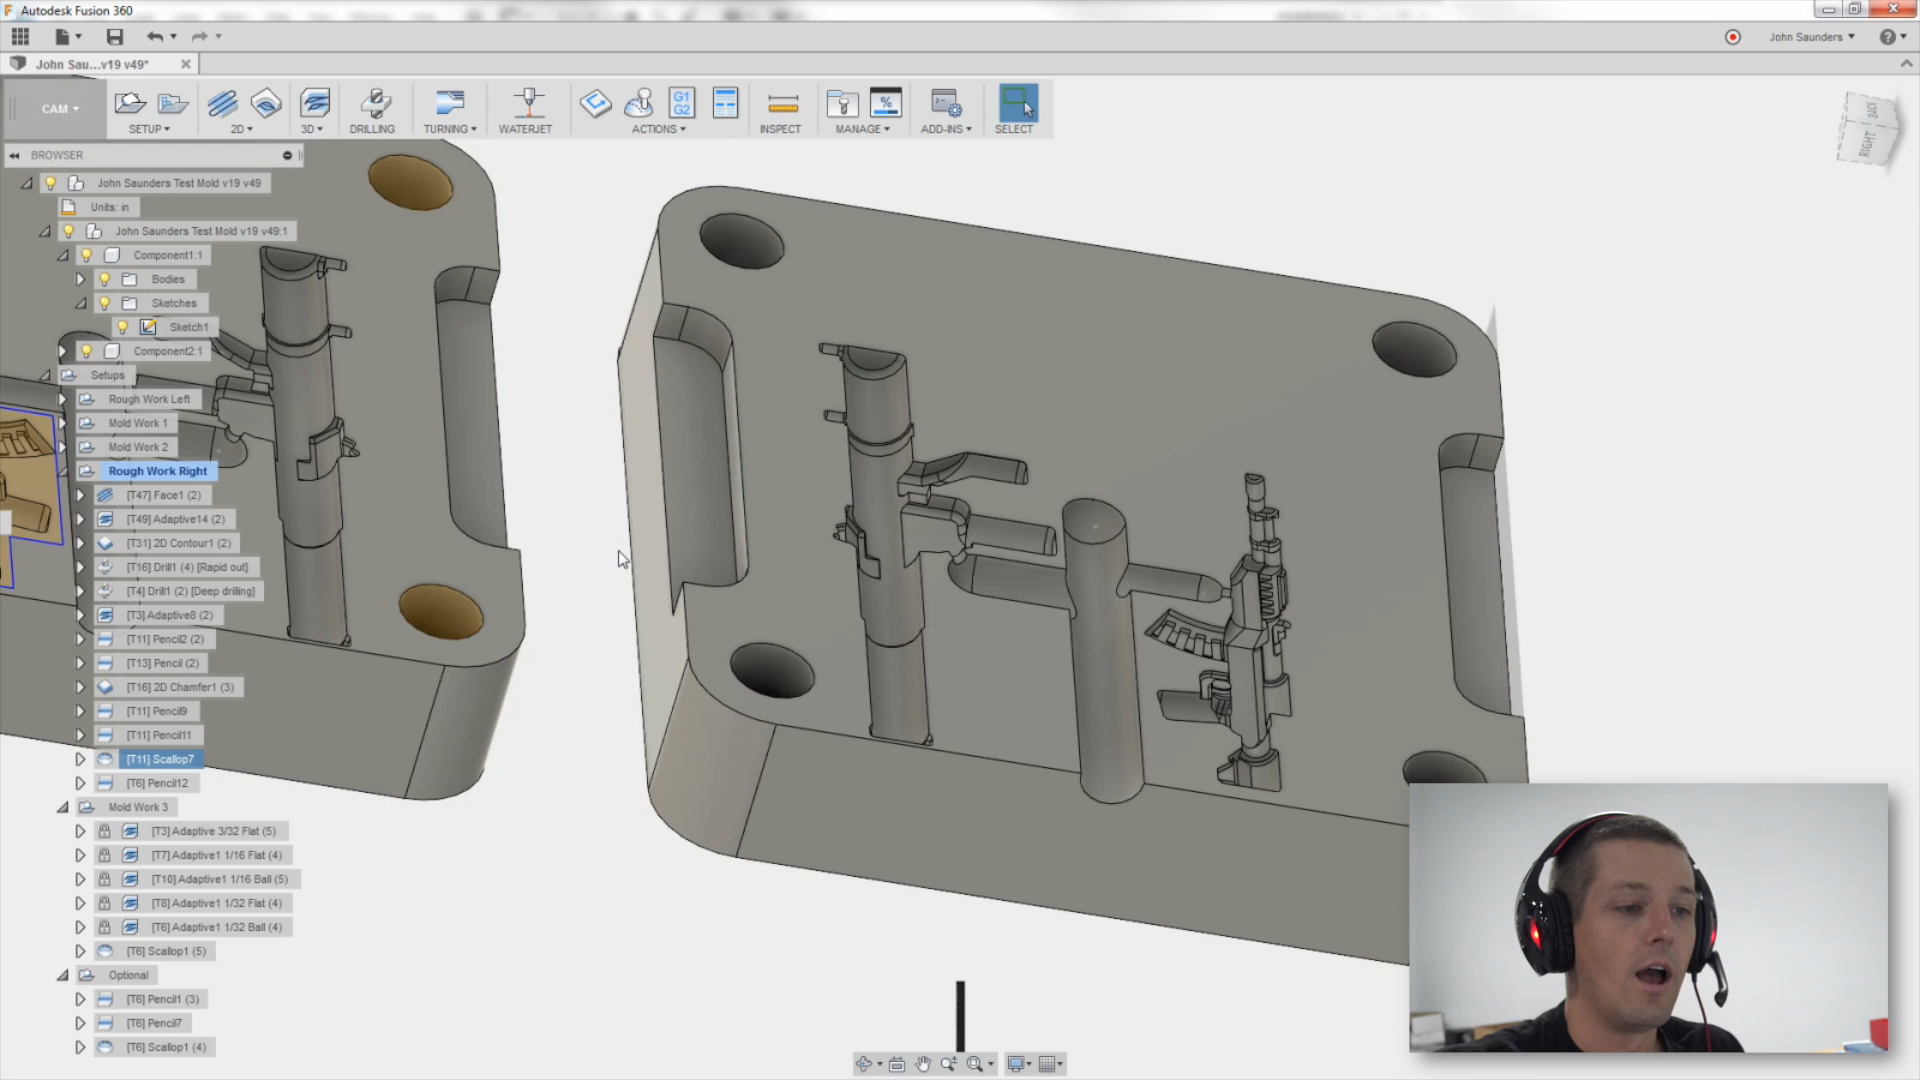 Autodesk Fusion 360
John Saunders
John Sau...v19 v49*
CAM
SETUP
2D
3D
DRILLING
TURNING
WATERJET
G1
G2
ACTIONS
INSPECT
%
MANAGE
ADD-INS
SELECT
BACK
RIGHT
BROWSER
John Saunders Test Mold v19 v49
Units: in
John Saunders Test Mold v19 v49:1
Component1:1
Bodies
Sketches
Sketch1
Component2:1
Setups
Rough Work Left
Mold Work 1
Mold Work 2
Rough Work Right
[T47] Face1 (2)
[T49] Adaptive14 (2)
[T31] 2D Contour1 (2)
[T16] Drill1 (4) [Rapid out]
[T4] Drill1 (2) [Deep drilling]
[T3] Adaptive8 (2)
[T11] Pencil2 (2)
[T13] Pencil (2)
[T16] 2D Chamfer1 (3)
[T11] Pencil9
[T11] Pencil11
[T11] Scallop7
[T6] Pencil12
Mold Work 3
[T3] Adaptive 3/32 Flat (5)
[T7] Adaptive1 1/16 Flat (4)
[T10] Adaptive1 1/16 Ball (5)
[T8] Adaptive1 1/32 Flat (4)
[T6] Adaptive1 1/32 Ball (4)
[T6] Scallop1 (5)
Optional
[T6] Pencil1 (3)
[T6] Pencil7
[T6] Scallop1 (4)